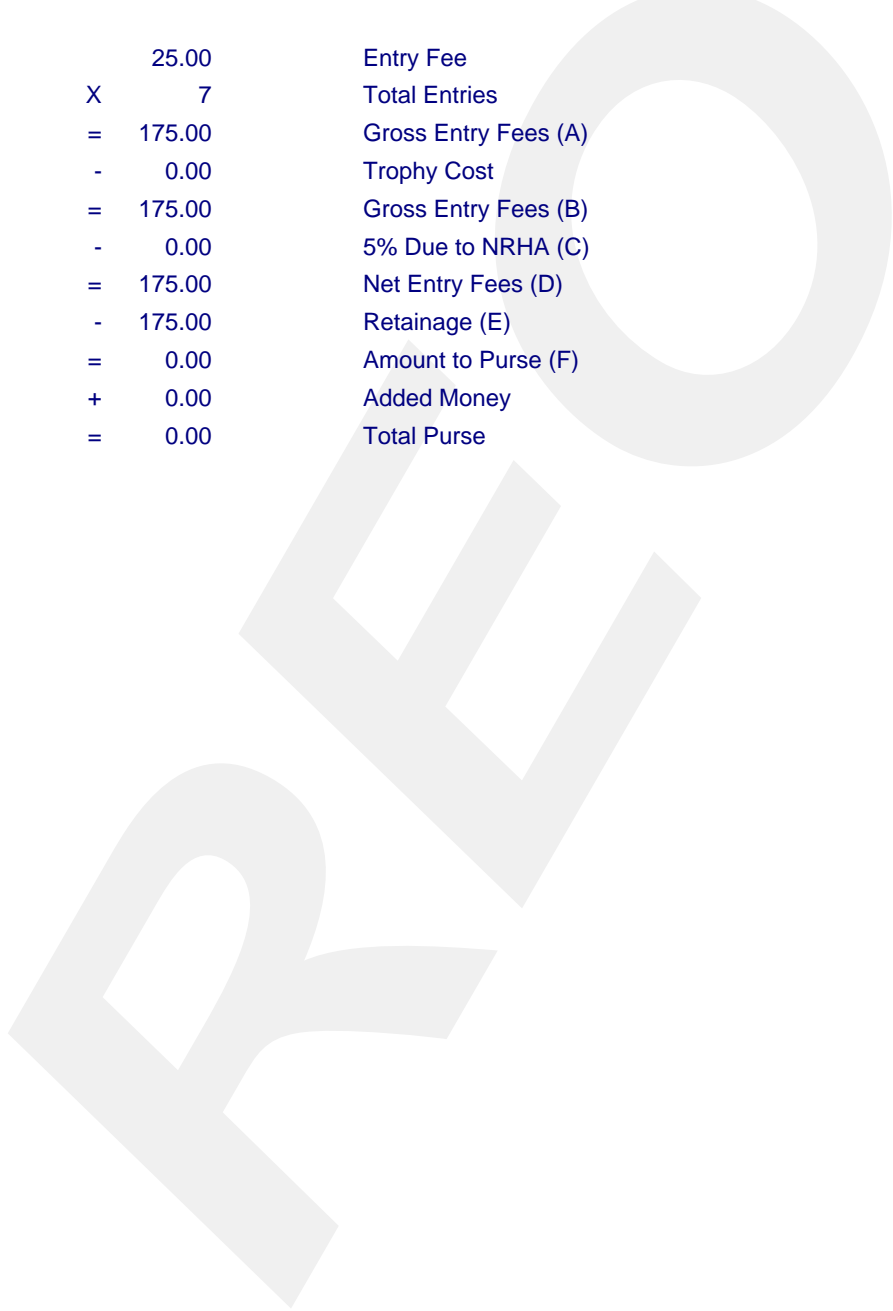 25.00 Entry Fee
X 7 Total Entries
= 175.00 Gross Entry Fees (A)
- 0.00 Trophy Cost
= 175.00 Gross Entry Fees (B)
- 0.00 5% Due to NRHA (C)
= 175.00 Net Entry Fees (D)
- 175.00 Retainage (E)
= 0.00 Amount to Purse (F)
+ 0.00 Added Money
= 0.00 Total Purse
REO